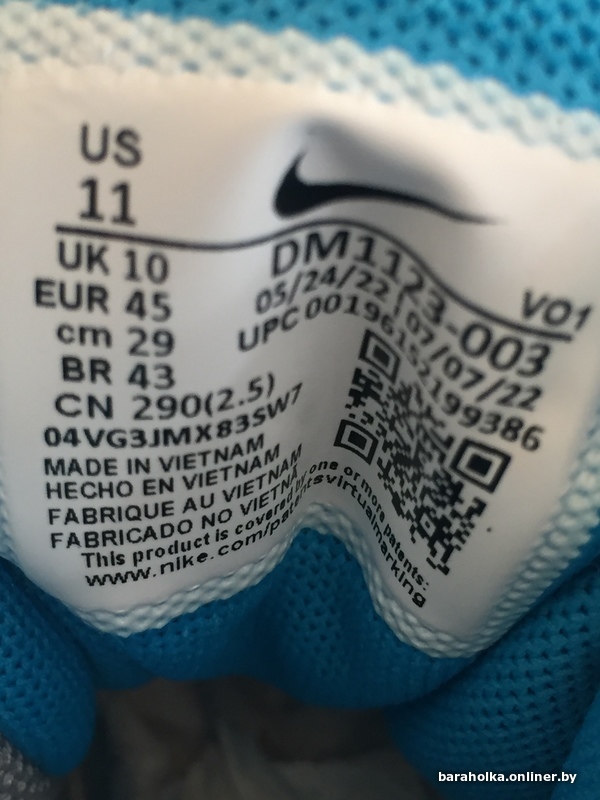 US
11
UK 10
EUR 45
cm 29
BR 43
CN 290(2.5)
04VG3JMX83SW7
MADE IN VIETNAM
HECHO EN VIETNAM
FABRIQUE AU VIETNAM
FABRICADO NO VIETNA
This product is covered by one or more patents:
www.nike.com/patentsvirtualmarking
DM1123-003
VO1
05/24/22 07/07/22
UPC 00196152199386
baraholka.onliner.by